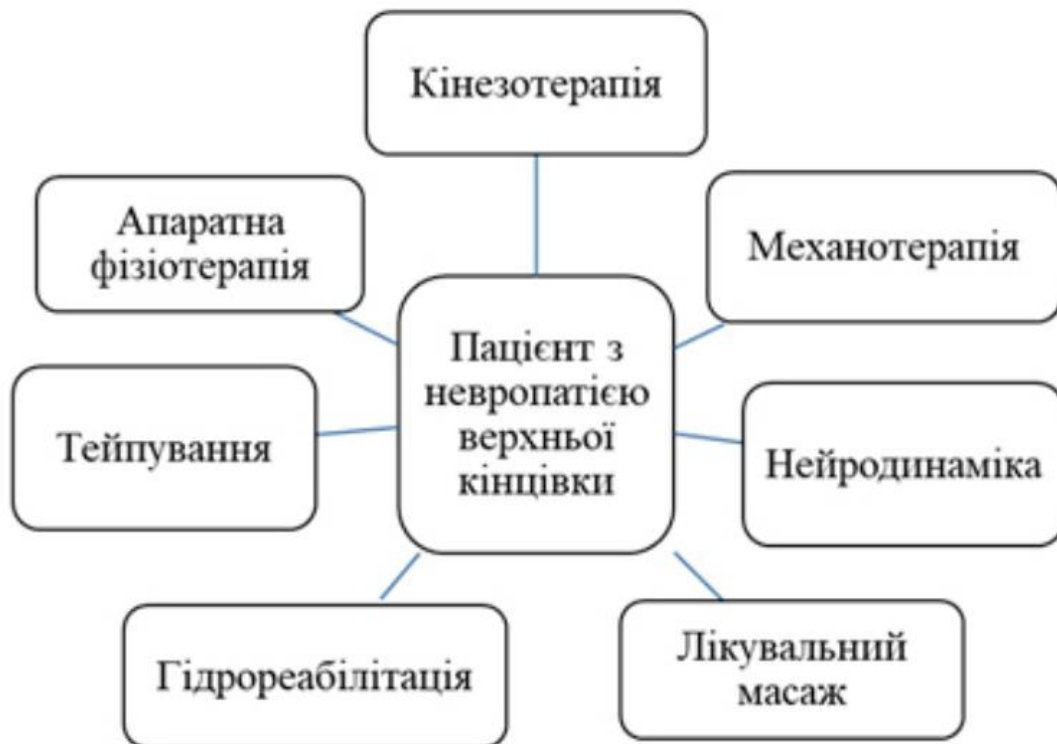 Кінезотерапія
Апаратна
фізіотерапія
Механотерапія
Пацієнт з
невропатією
верхньої
кінцівки
Тейпування
Нейродинаміка
Гідрореабілітація
Лікувальний
масаж